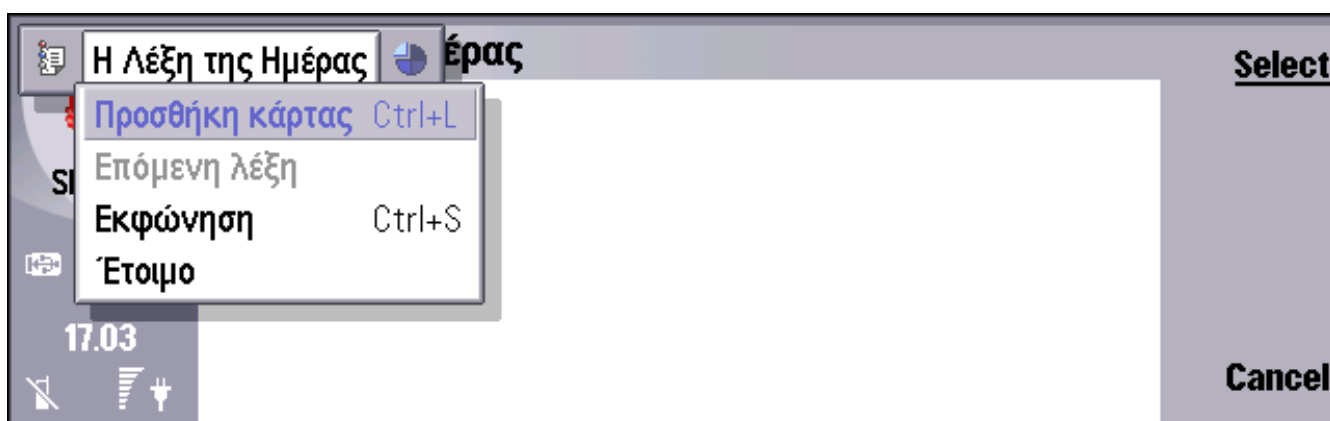 Η Λέξη της Ημέρας
έρας
Select
Προσθήκη κάρτας Ctrl+L
Επόμενη λέξη
Εκφώνηση Ctrl+S
Έτοιμο
17.03
Cancel